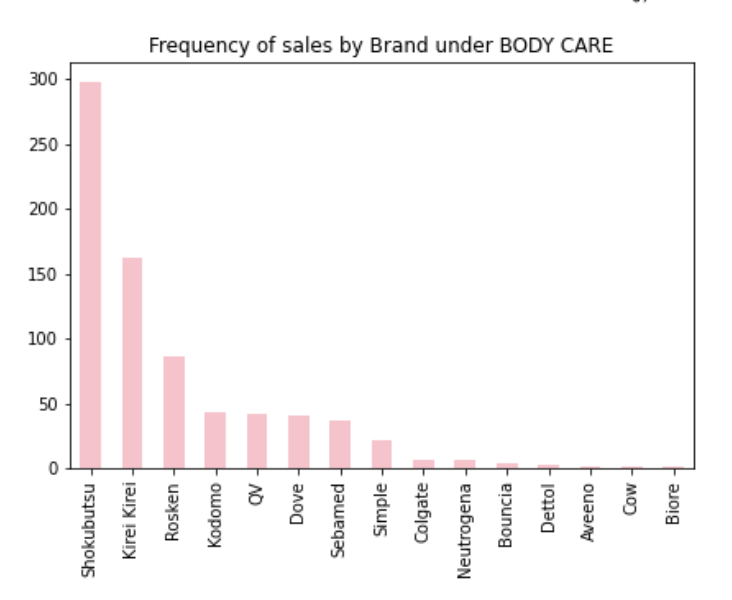 Frequency of sales by Brand under BODY CARE
300
250
200
150
100
50
0
Shokubutsu
Kirei Kirei
Rosken
Kodomo
QV
Dove
Sebamed
Simple
Colgate
Neutrogena
Bouncia
Dettol
Aveeno
Cow
Biore